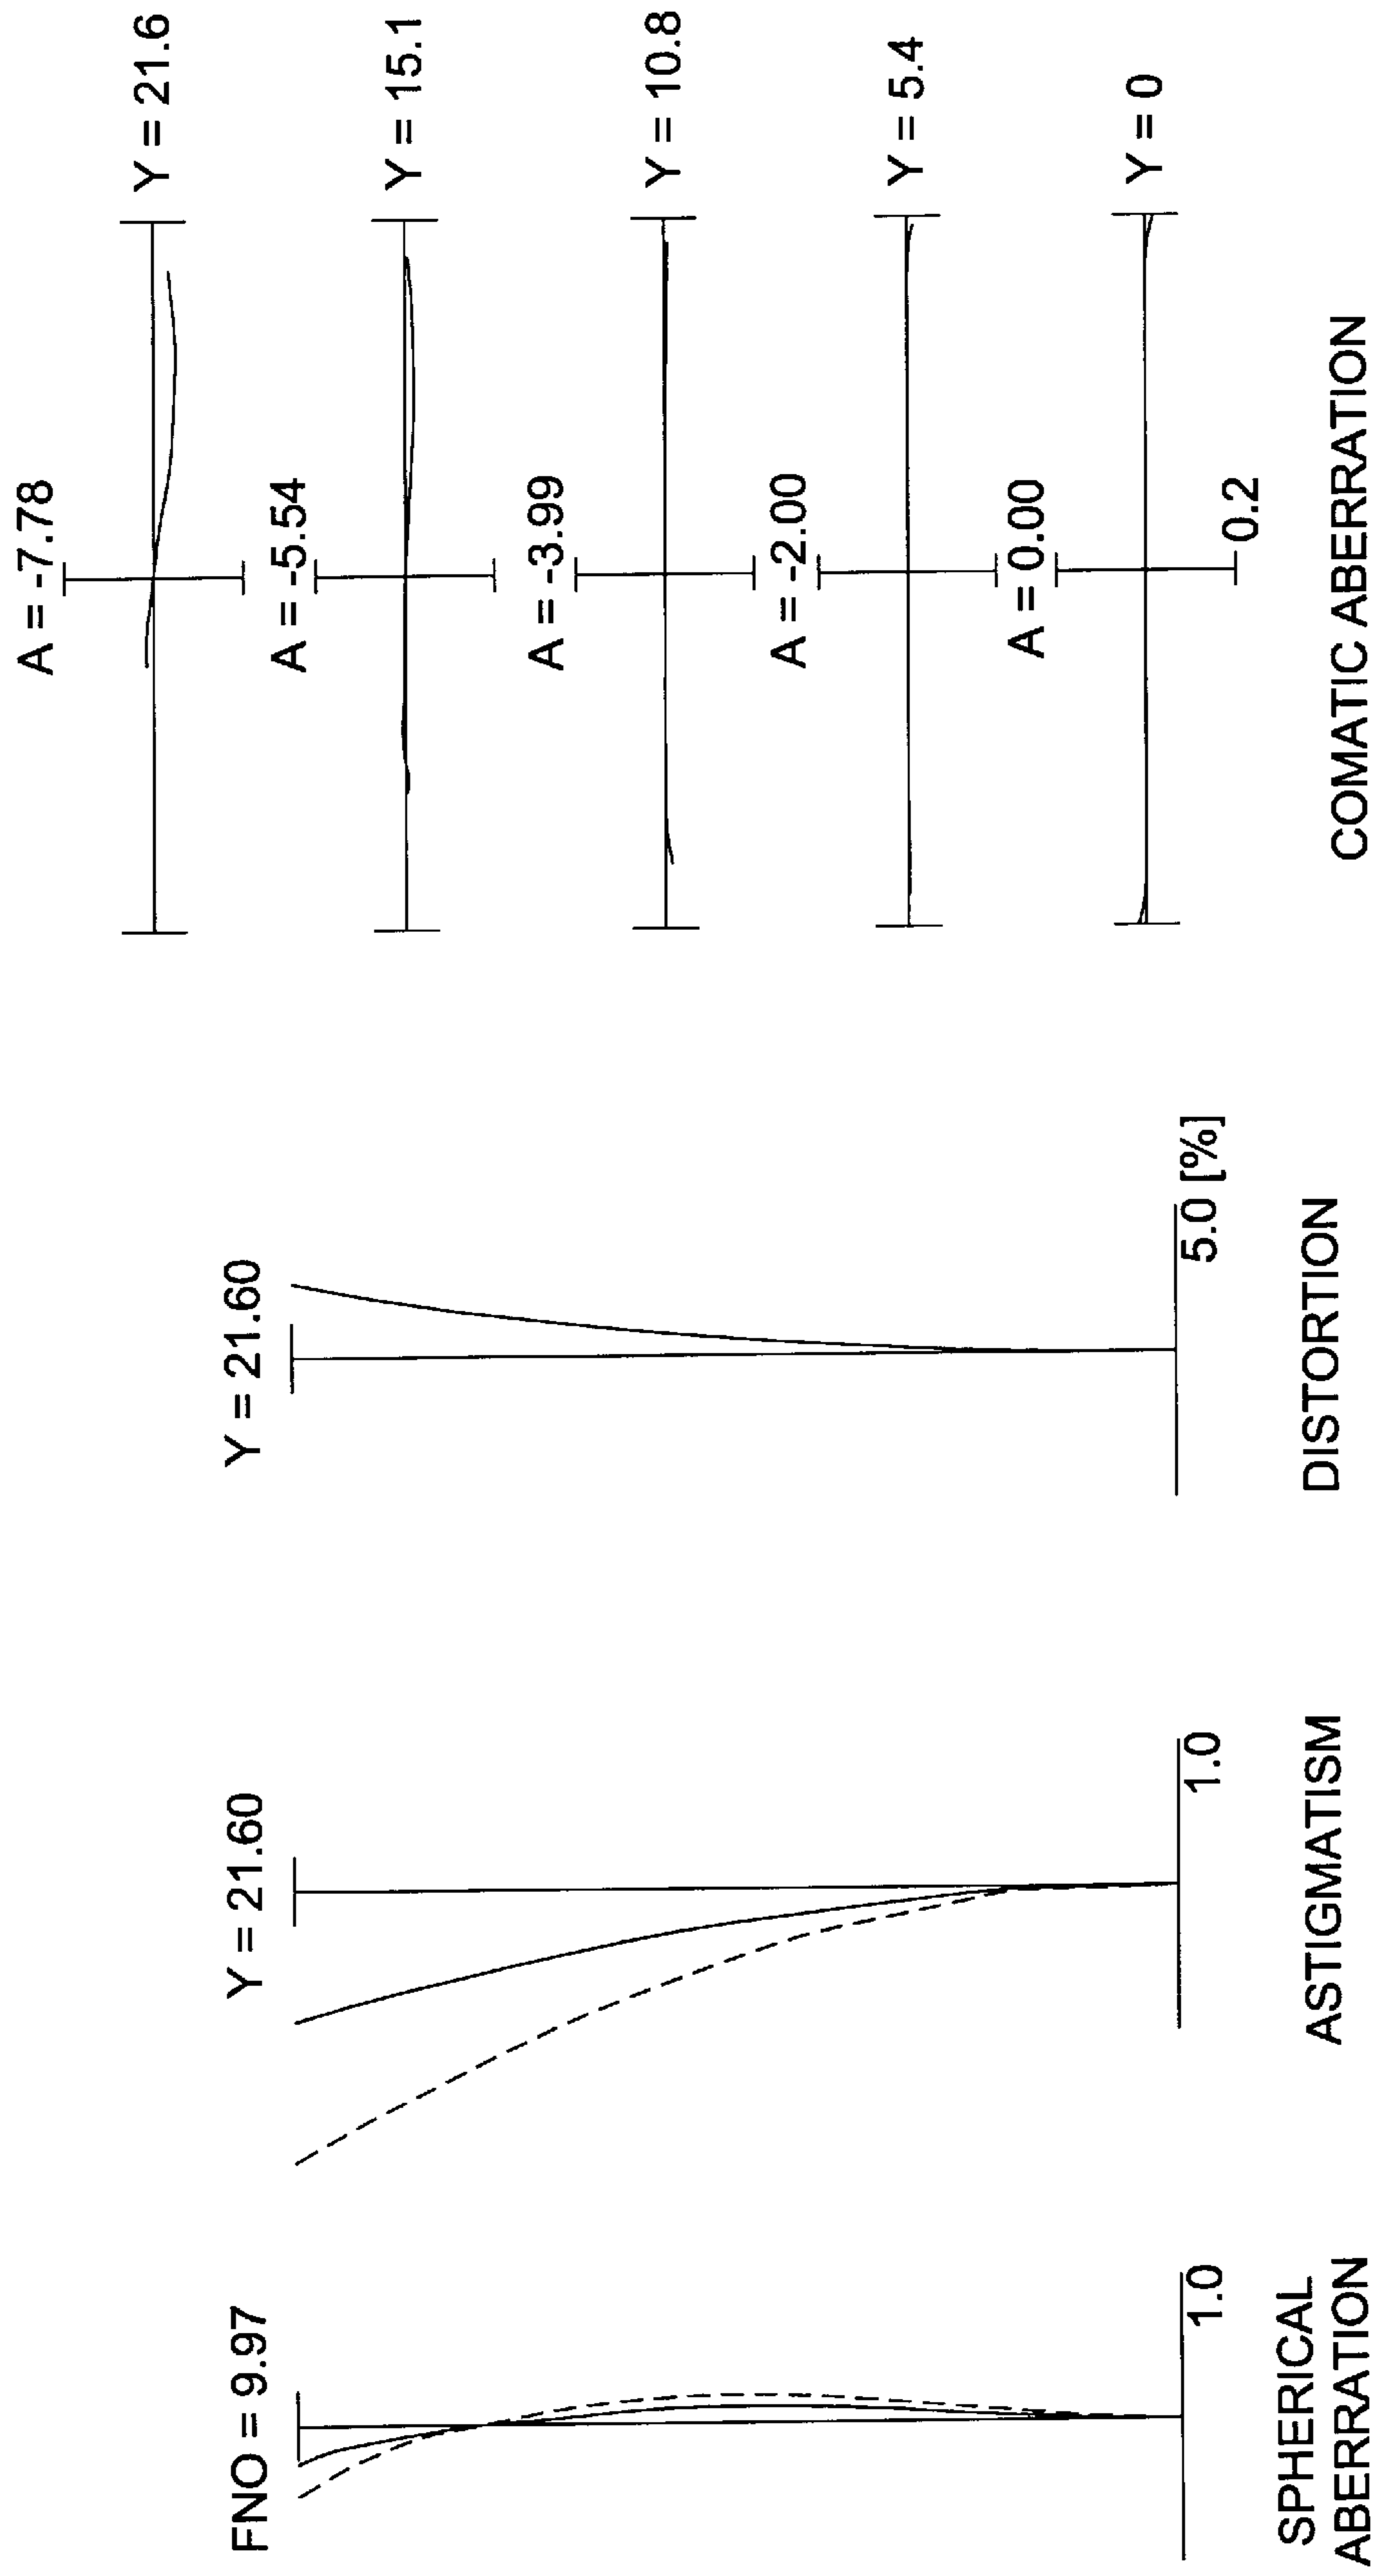 FNO = 9.97
1.0
SPHERICAL
ABERRATION
Y = 21.60
1.0
ASTIGMATISM
Y = 21.60
5.0 [%]
DISTORTION
A = -7.78
Y = 21.6
A = -5.54
Y = 15.1
A = -3.99
Y = 10.8
A = -2.00
Y = 5.4
A = 0.00
Y = 0
0.2
COMATIC ABERRATION